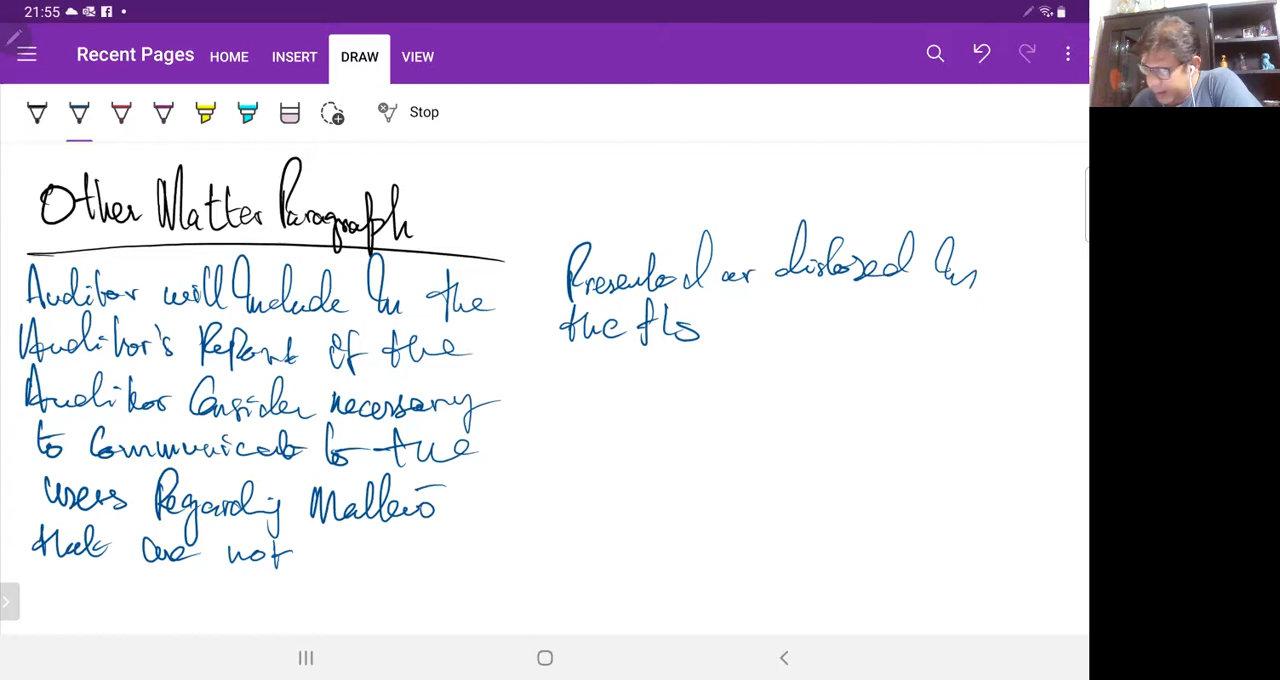 21:55
Recent Pages HOME INSERT DRAW VIEW
Stop
Other Matter Paragraph
Auditor will Include In the
Auditor's Report If the
Auditor Consider necessary
to Communicate to the
users Regarding Matters
that are not
Presented or dislosed In
the f/s